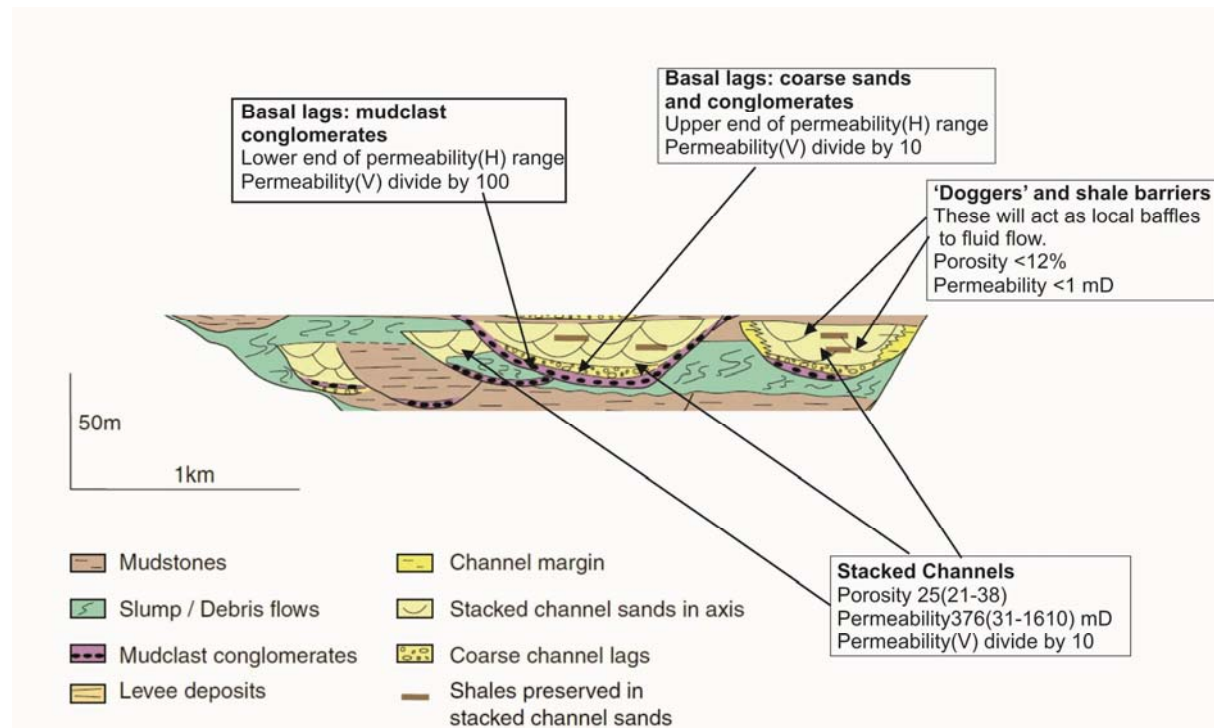 Basal lags: mudclast
conglomerates
Lower end of permeability(H) range
Permeability(V) divide by 100
Basal lags: coarse sands
and conglomerates
Upper end of permeability(H) range
Permeability(V) divide by 10
‘Doggers’ and shale barriers
These will act as local baffles
to fluid flow.
Porosity <12%
Permeability <1 mD
50m
1km
Mudstones
Slump / Debris flows
Mudclast conglomerates
Levee deposits
Channel margin
Stacked channel sands in axis
Coarse channel lags
Shales preserved in
stacked channel sands
Stacked Channels
Porosity 25(21-38)
Permeability376(31-1610) mD
Permeability(V) divide by 10